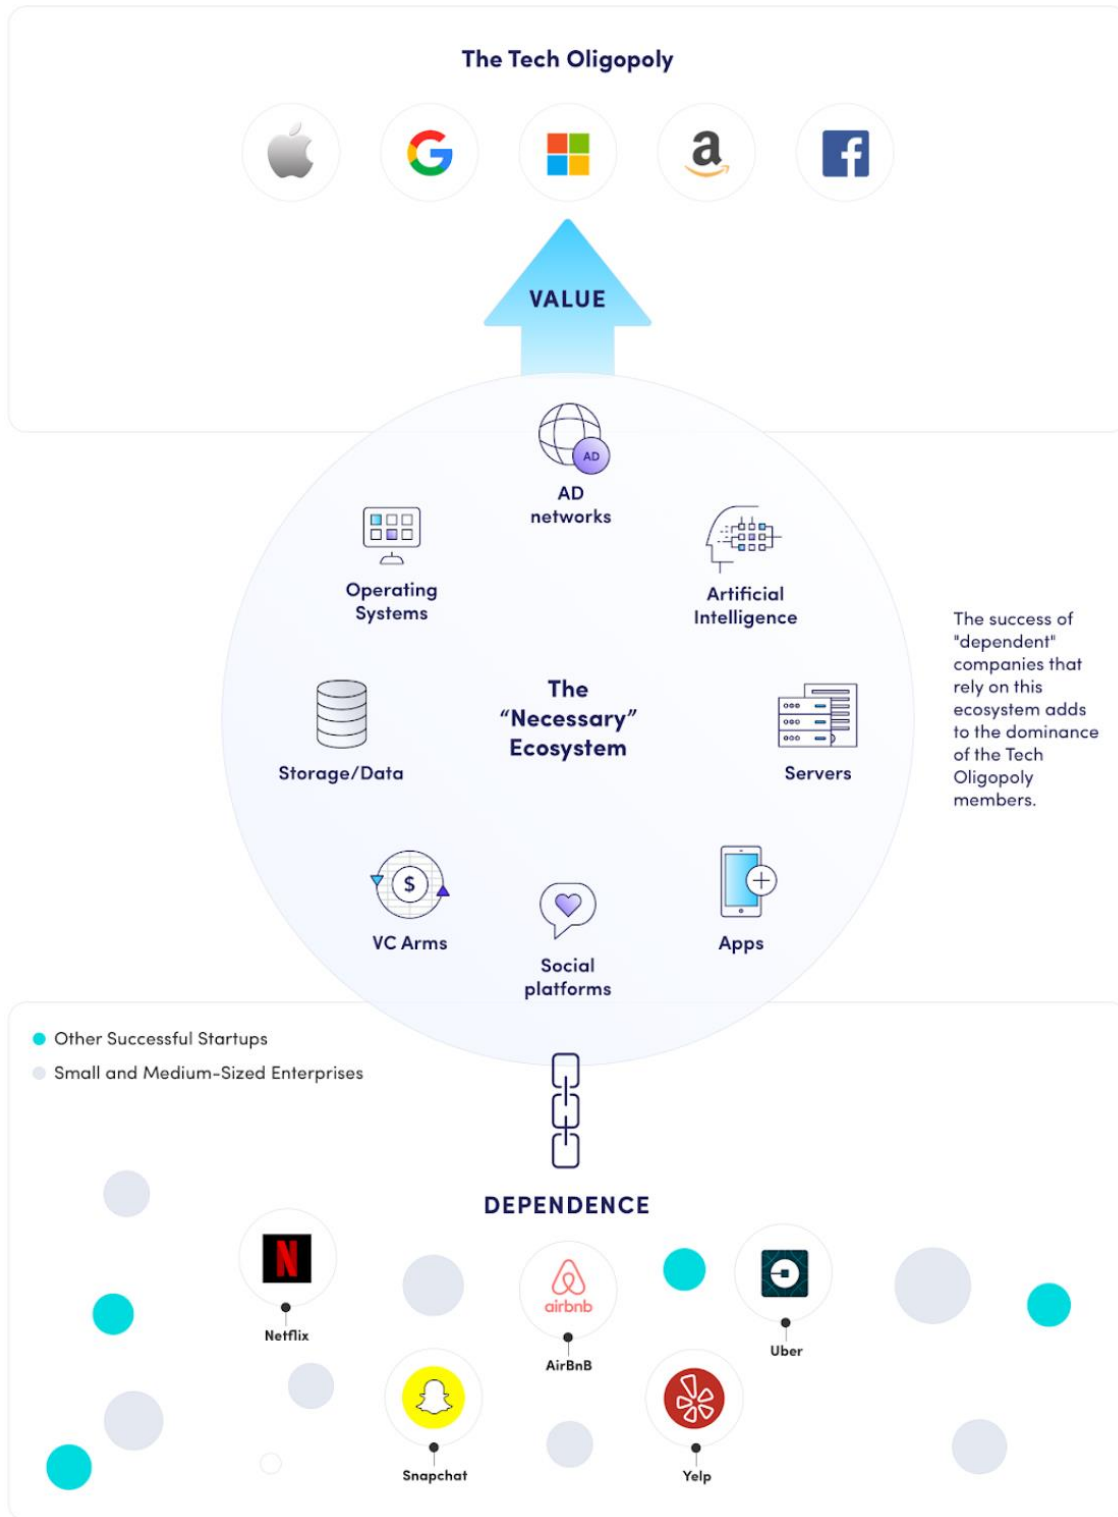 The Tech Oligopoly
a
VALUE
AD
AD
networks
Operating
Systems
Artificial
Intelligence
The
“Necessary”
Ecosystem
Storage/Data
Servers
The success of
"dependent"
companies that
rely on this
ecosystem adds
to the dominance
of the Tech
Oligopoly
members.
$
VC Arms
Social
platforms
Apps
Other Successful Startups
Small and Medium-Sized Enterprises
DEPENDENCE
N
Netflix
airbnb
AirBnB
Uber
Snapchat
Yelp